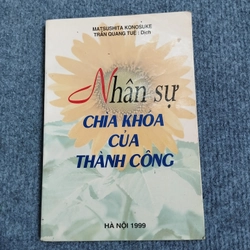 MATSUSHITA KONOSUKE
TRẦN QUANG TUỆ: Dịch
Nhân sự
CHÌA KHÓA
CỦA
THÀNH CÔNG
HÀ NỘI 1999